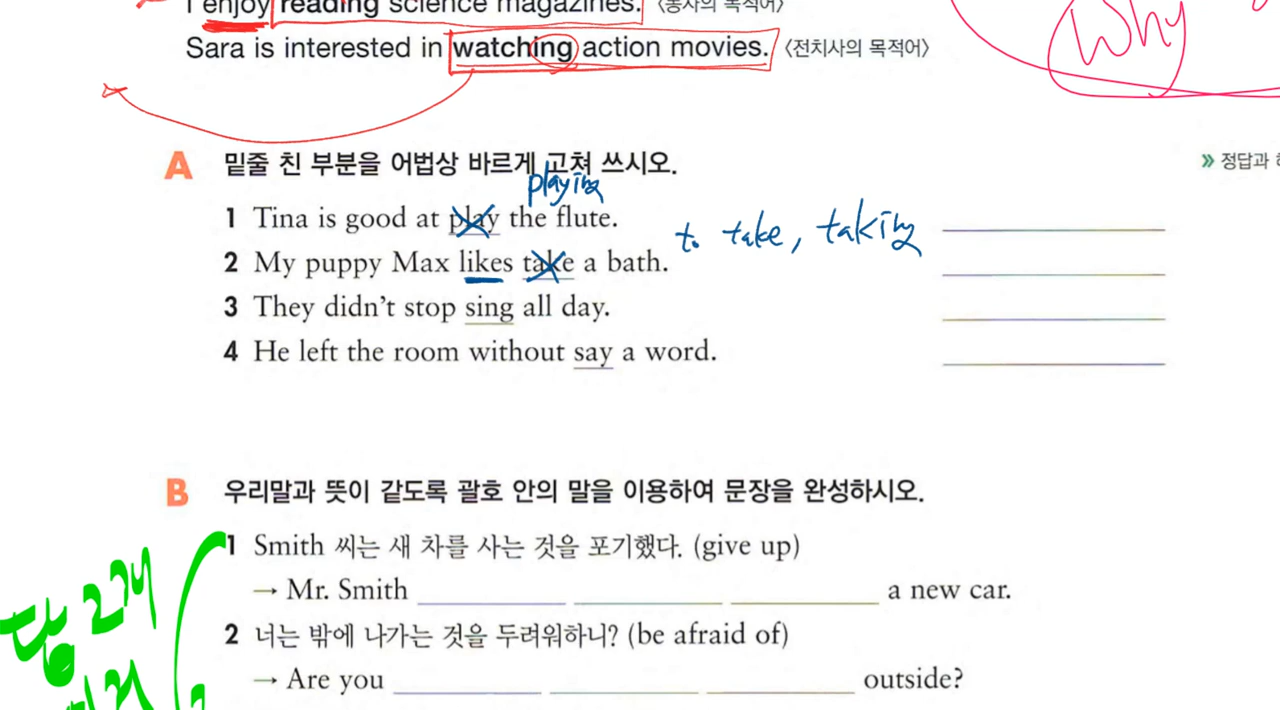 I enjoy reading science magazines. 〈동사의 목적어〉
Sara is interested in watching action movies. 〈전치사의 목적어〉
Why
A 밑줄 친 부분을 어법상 바르게 고쳐 쓰시오.
» 정답과
playing
1 Tina is good at play the flute.
to take, taking
2 My puppy Max likes take a bath.
3 They didn't stop sing all day.
4 He left the room without say a word.
B 우리말과 뜻이 같도록 괄호 안의 말을 이용하여 문장을 완성하시오.
1 Smith 씨는 새 차를 사는 것을 포기했다. (give up)
→ Mr. Smith a new car.
답 2개
2 너는 밖에 나가는 것을 두려워하니? (be afraid of)
→ Are you outside?